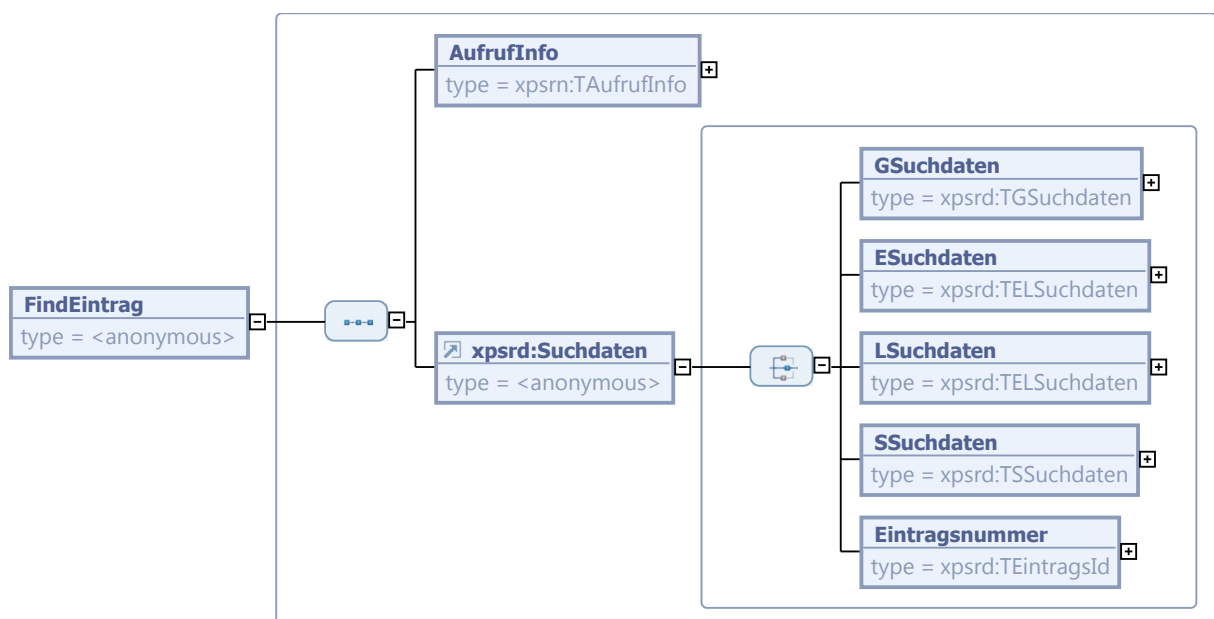 AufrufInfo
type = xpsrn:TAufrufInfo
GSuchdaten
type = xpsrd:TGSuchdaten
ESuchdaten
type = xpsrd:TELSuchdaten
FindEintrag
type = <anonymous>
xpsrd:Suchdaten
type = <anonymous>
LSuchdaten
type = xpsrd:TELSuchdaten
SSuchdaten
type = xpsrd:TSSuchdaten
Eintragsnummer
type = xpsrd:TEintragsId